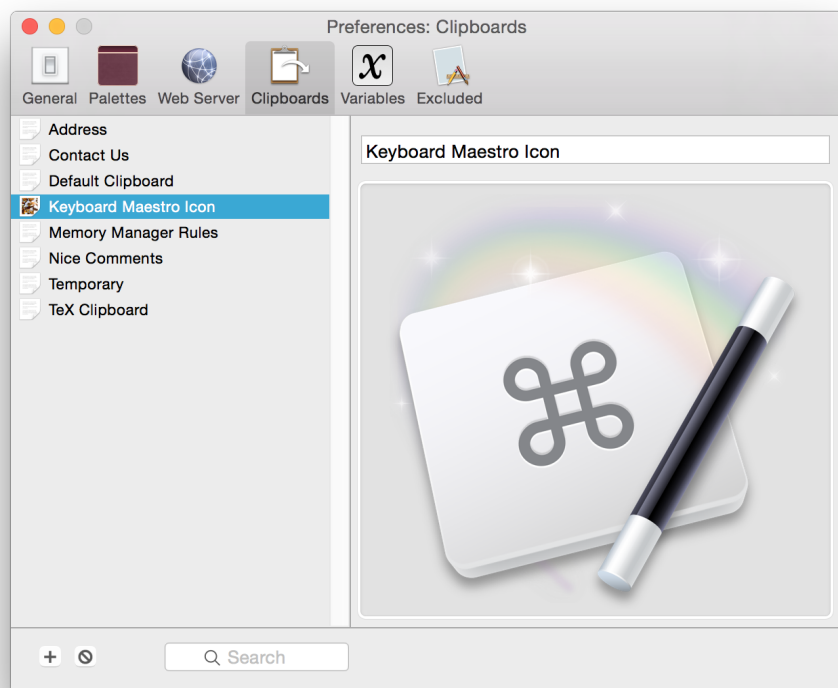 Preferences: Clipboards
General Palettes Web Server Clipboards Variables Excluded
Address
Contact Us
Default Clipboard
Keyboard Maestro Icon
Memory Manager Rules
Nice Comments
Temporary
TeX Clipboard
Keyboard Maestro Icon
Search